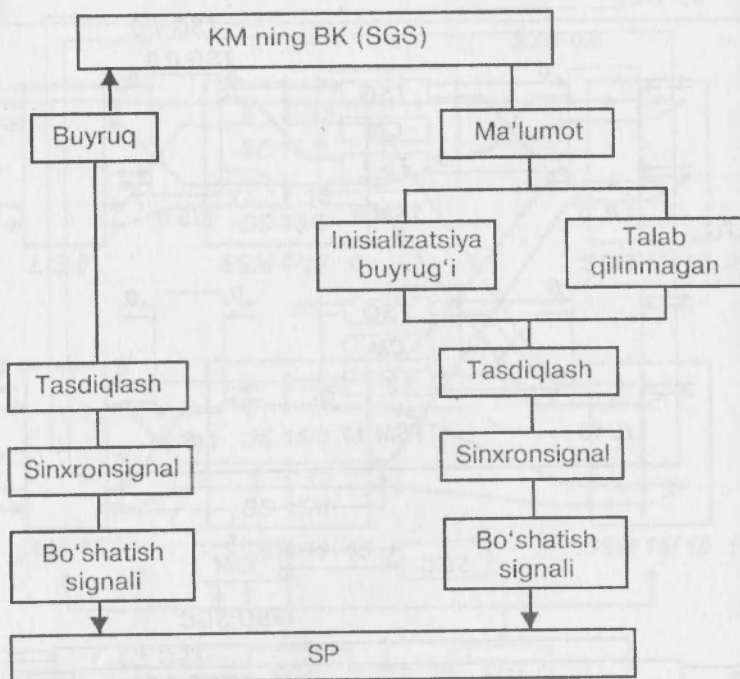 KM ning BK (SGS)
Buyruq
Ma'lumot
Inisializatsiya
buyrug‘i
Talab
qilinmagan
Tasdiqlash
Tasdiqlash
Sinxronsignal
Sinxronsignal
Bo‘shatish
signali
Bo‘shatish
signali
SP